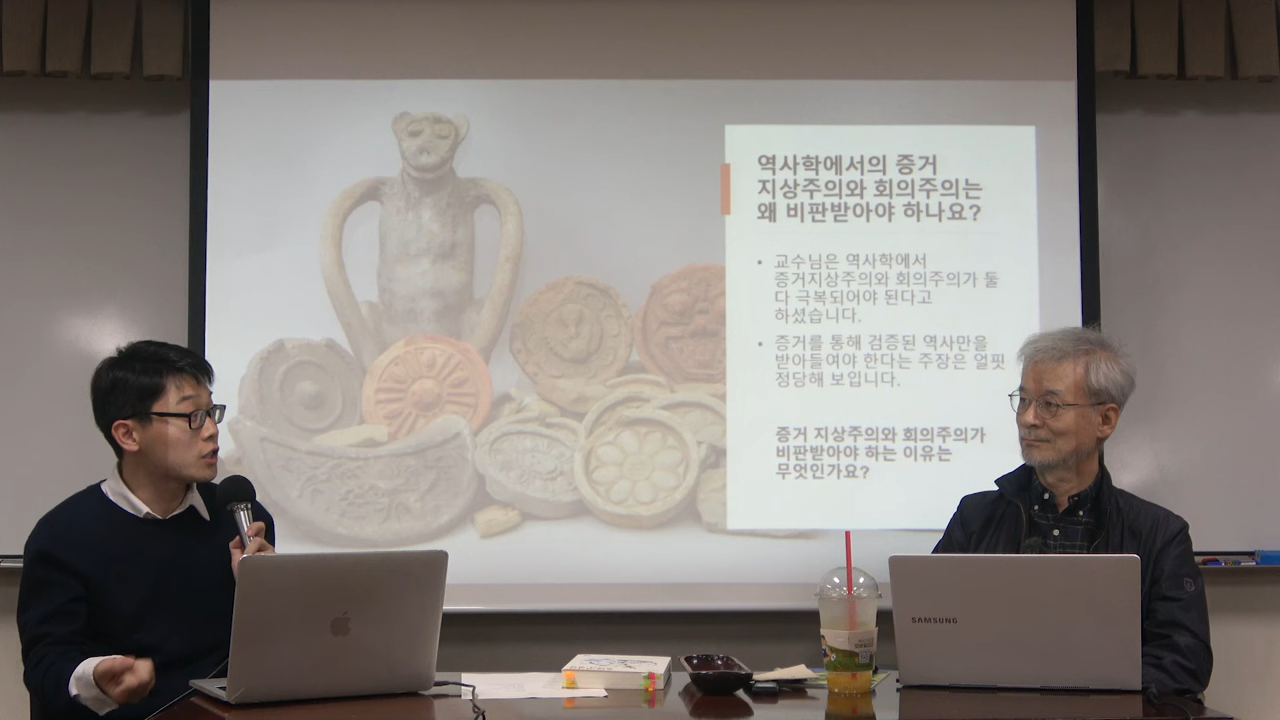 역사학에서의 증거
지상주의와 회의주의는
왜 비판받아야 하나요?
• 교수님은 역사학에서
증거지상주의와 회의주의가 둘
다 극복되어야 된다고
하셨습니다.
• 증거를 통해 검증된 역사만을
받아들여야 한다는 주장은 얼핏
정당해 보입니다.
증거 지상주의와 회의주의가
비판받아야 하는 이유는
무엇인가요?
SAMSUNG